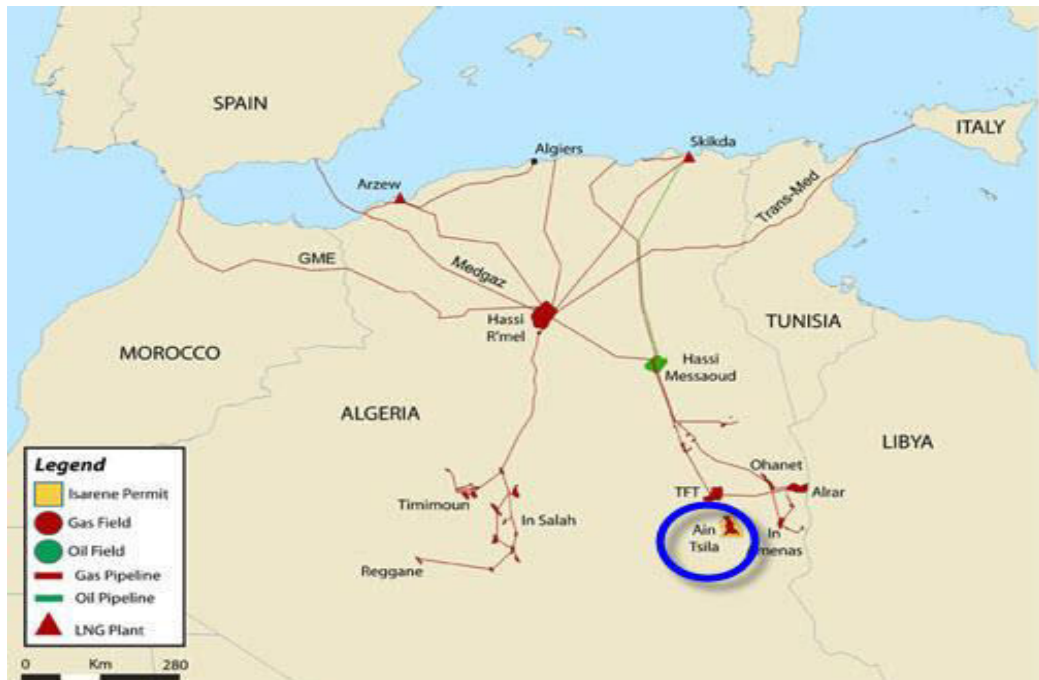 SPAIN
ITALY
Algiers
Skikda
Arzew
Trans-Med
GME
Medgaz
Hassi
R'mel
TUNISIA
MOROCCO
Hassi
Messaoud
ALGERIA
LIBYA
Ohanet
TFT
Alrar
Timimoun
In Salah
Ain
Tsila
In
menas
Reggane
Legend
Isarene Permit
Gas Field
Oil Field
Gas Pipeline
Oil Pipeline
LNG Plant
0 Km 280